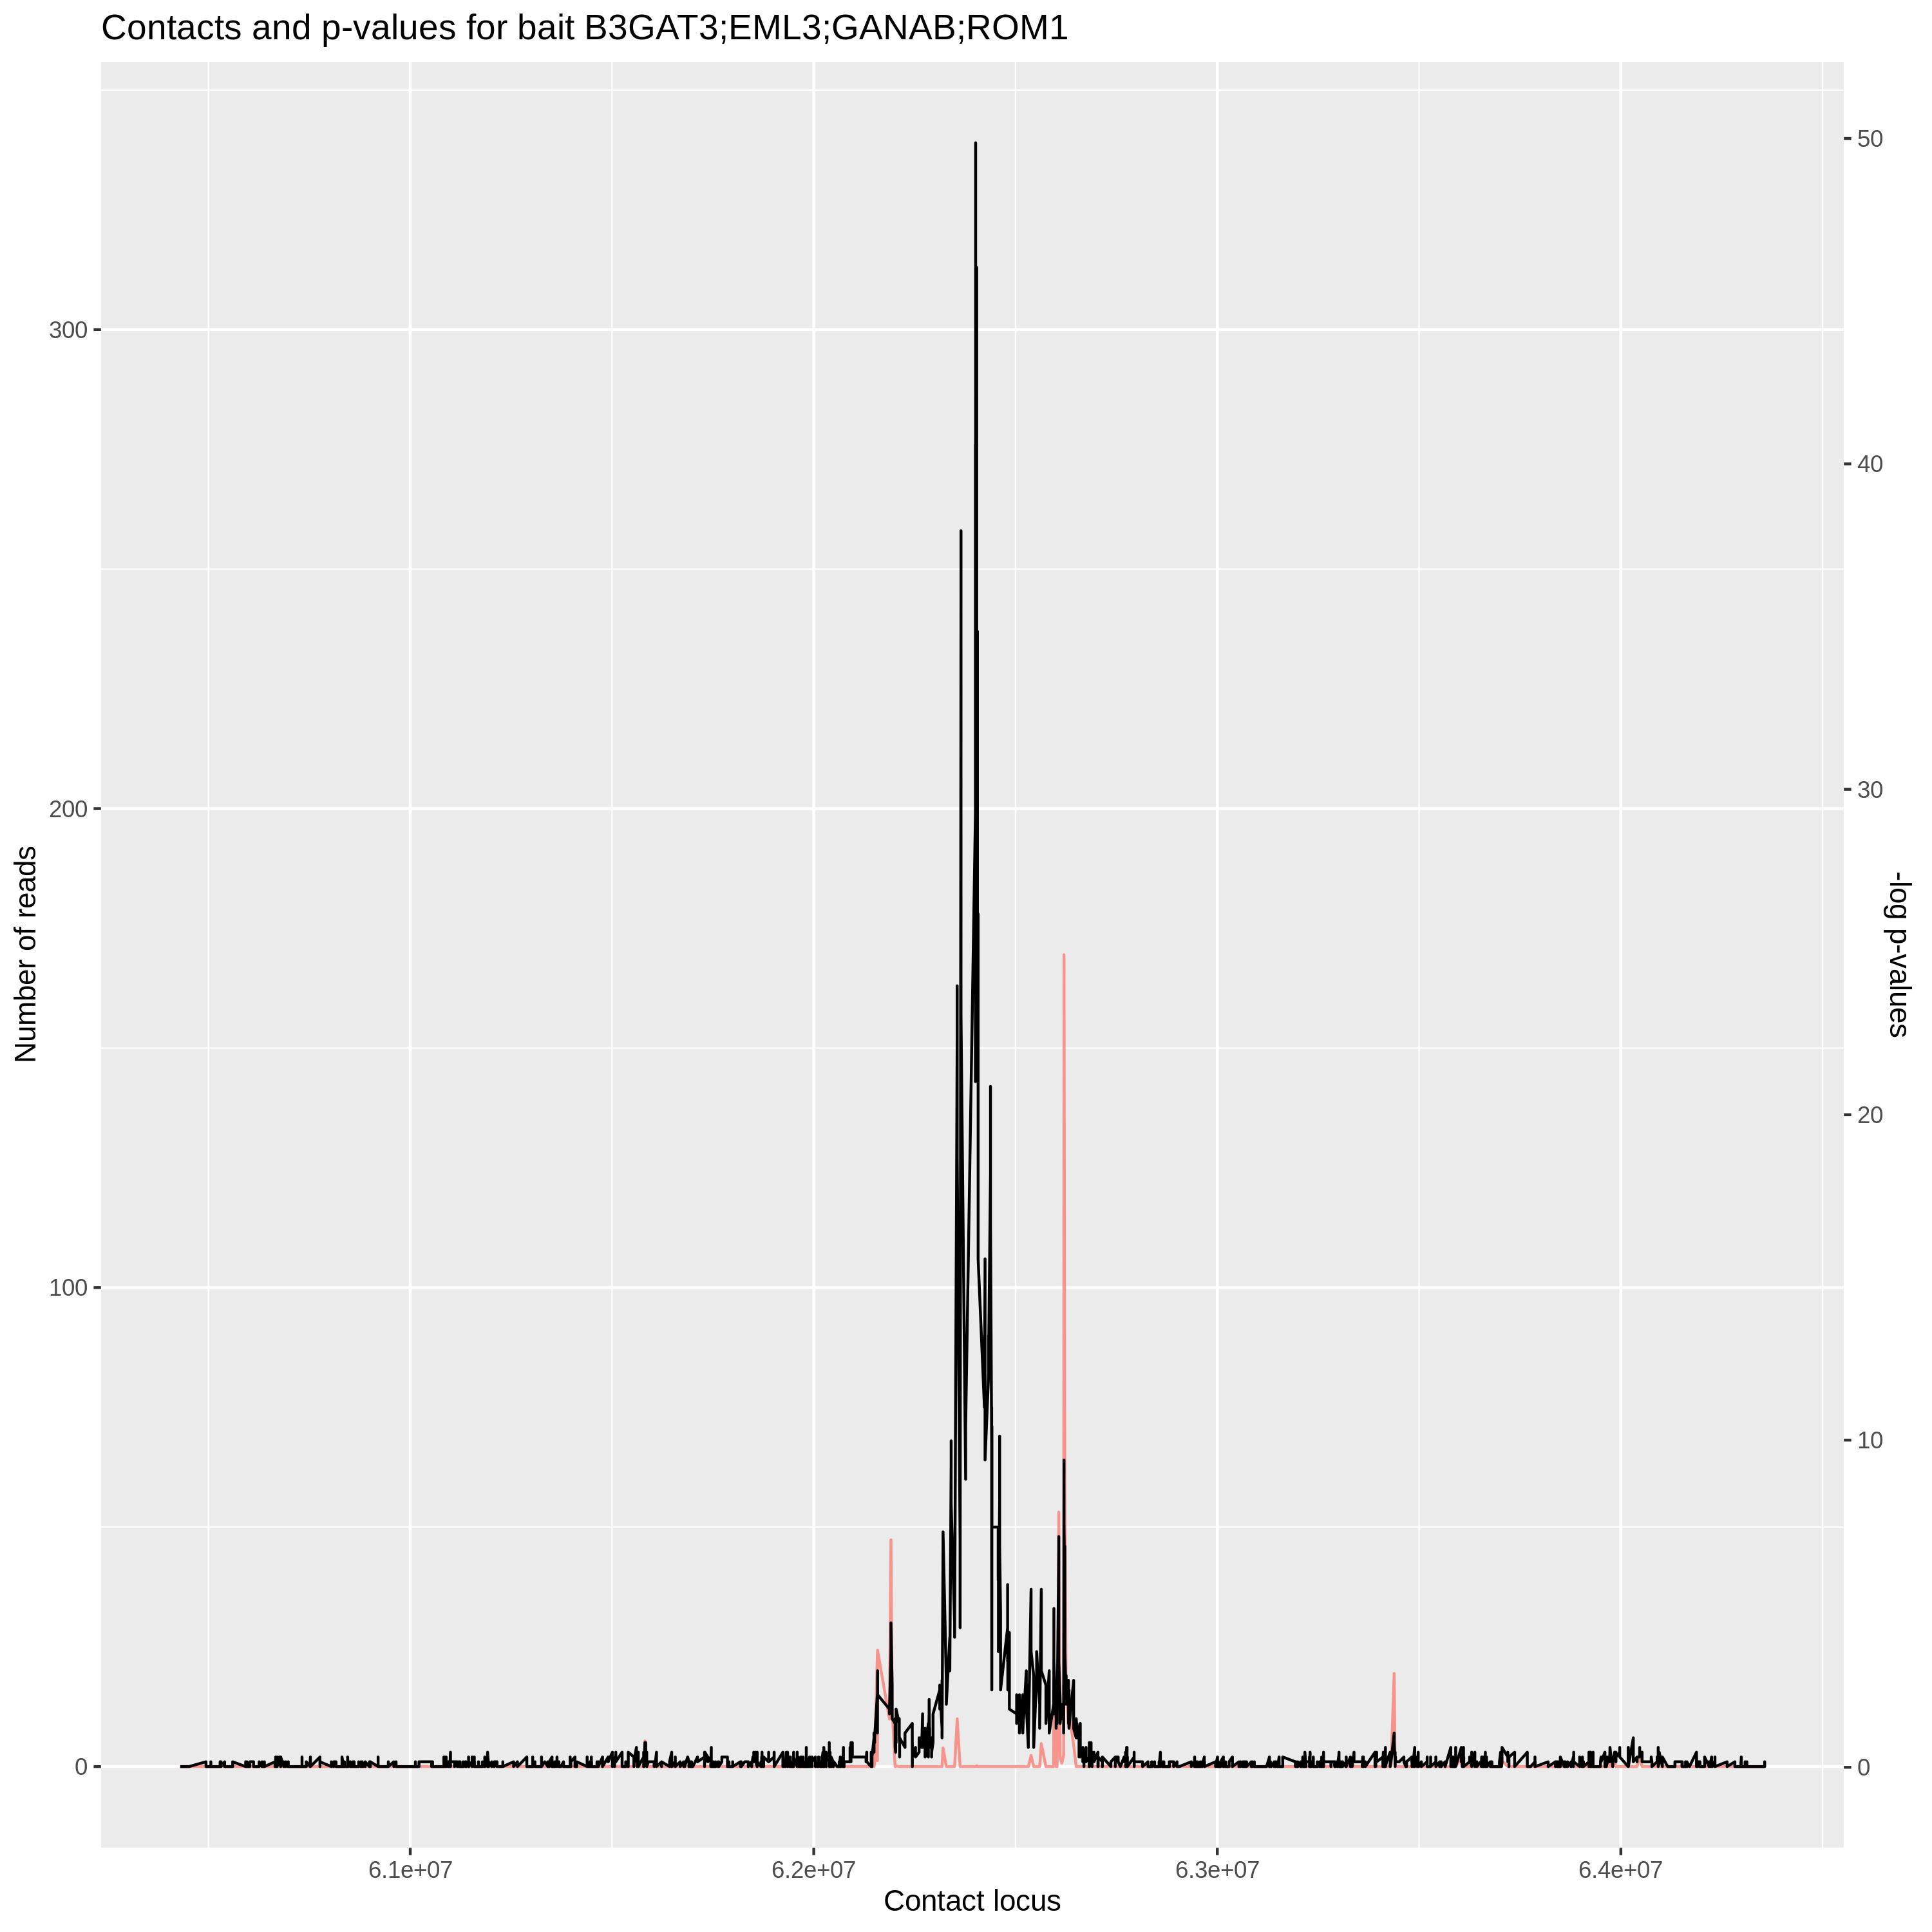 Contacts and p-values for bait B3GAT3;EML3;GANAB;ROM1
300
200
100
0
Number of reads
50
40
30
20
10
0
-log p-values
6.1e+07 6.2e+07 6.3e+07 6.4e+07
Contact locus